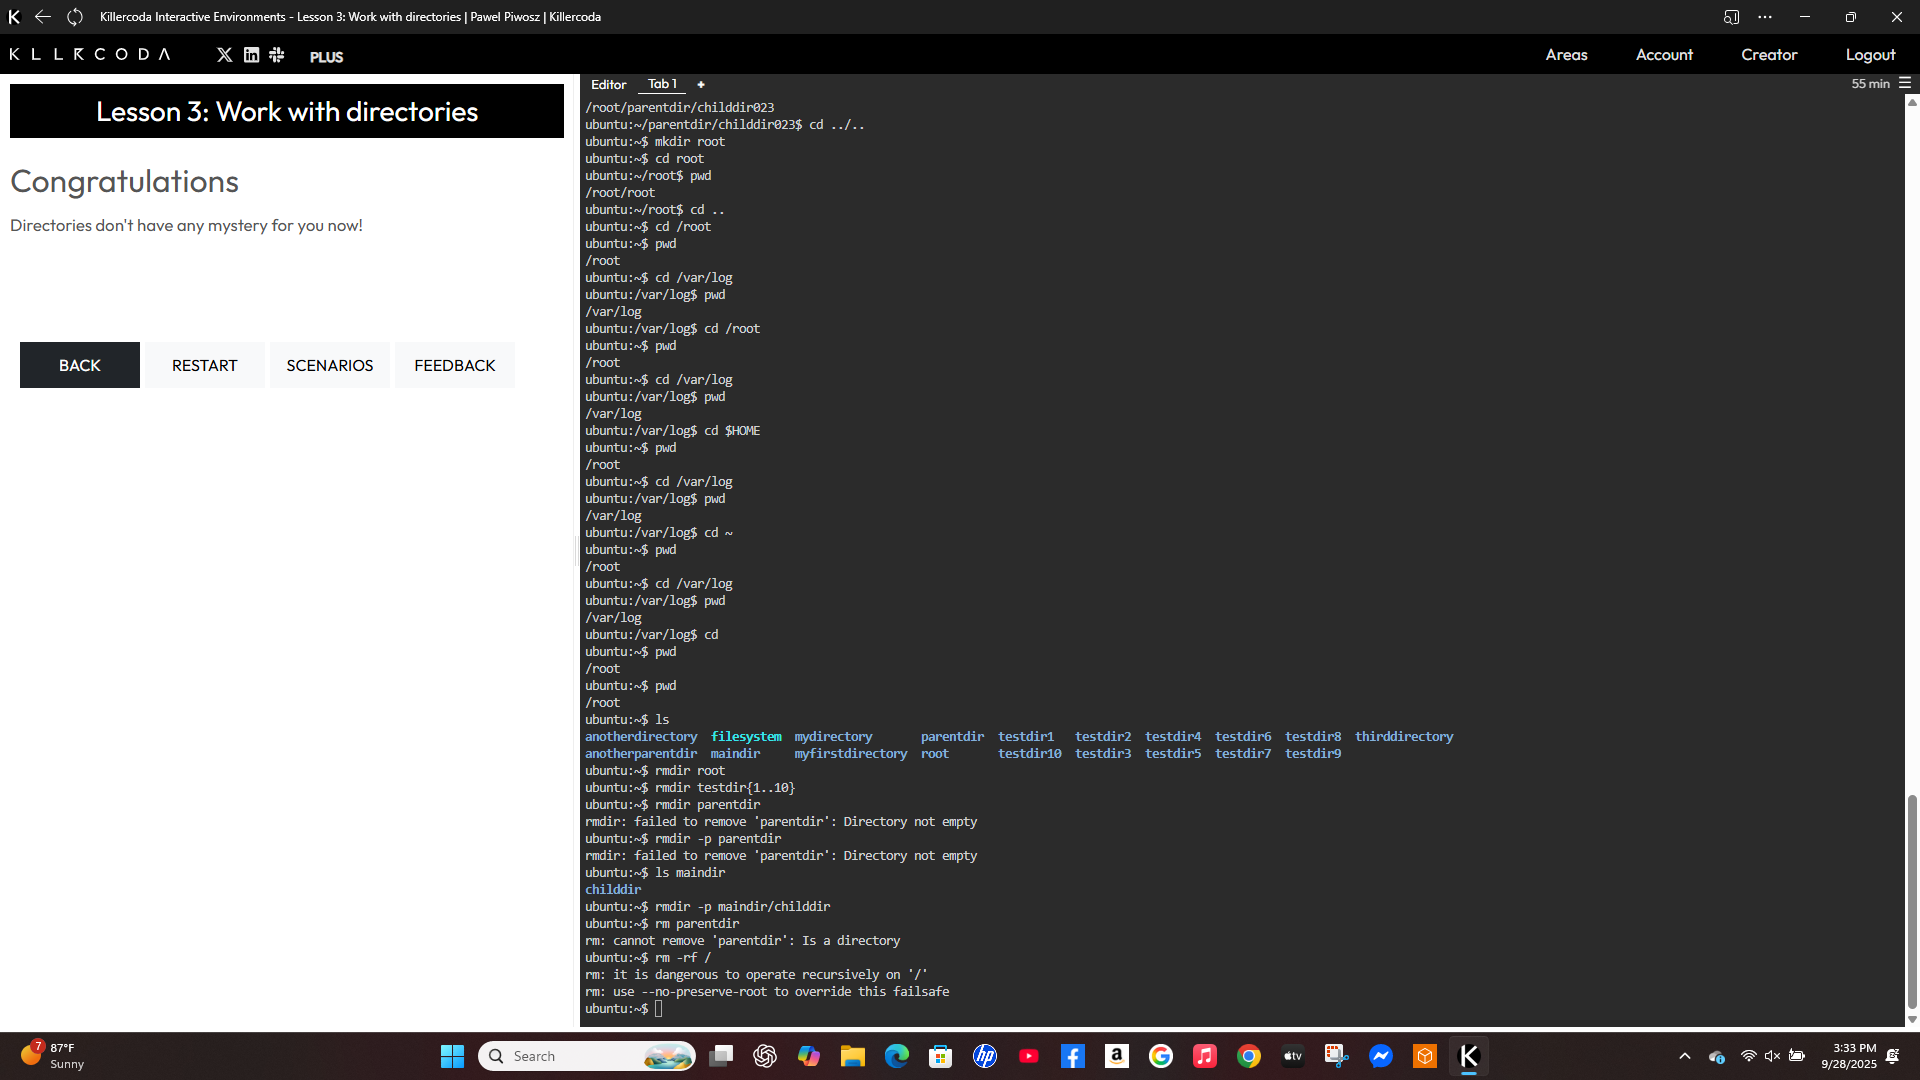 Killercoda Interactive Environments - Lesson 3: Work with directories | Pawel Piwosz | Killercoda
KLLRCODA PLUS Areas Account Creator Logout
Lesson 3: Work with directories
Congratulations
Directories don't have any mystery for you now!
BACK RESTART SCENARIOS FEEDBACK
Editor Tab 1 + 55 min
/root/parentdir/childdir023
ubuntu:~/parentdir/childdir023$ cd ../..
ubuntu:~$ mkdir root
ubuntu:~$ cd root
ubuntu:~/root$ pwd
/root/root
ubuntu:~/root$ cd ..
ubuntu:~$ cd /root
ubuntu:~$ pwd
/root
ubuntu:~$ cd /var/log
ubuntu:/var/log$ pwd
/var/log
ubuntu:/var/log$ cd /root
ubuntu:~$ pwd
/root
ubuntu:~$ cd /var/log
ubuntu:/var/log$ pwd
/var/log
ubuntu:/var/log$ cd $HOME
ubuntu:~$ pwd
/root
ubuntu:~$ cd /var/log
ubuntu:/var/log$ pwd
/var/log
ubuntu:/var/log$ cd ~
ubuntu:~$ pwd
/root
ubuntu:~$ cd /var/log
ubuntu:/var/log$ pwd
/var/log
ubuntu:/var/log$ cd
ubuntu:~$ pwd
/root
ubuntu:~$ pwd
/root
ubuntu:~$ ls
anotherdirectory filesystem mydirectory parentdir testdir1 testdir2 testdir4 testdir6 testdir8 thirddirectory
anotherparentdir maindir myfirstdirectory root testdir10 testdir3 testdir5 testdir7 testdir9
ubuntu:~$ rmdir root
ubuntu:~$ rmdir testdir{1..10}
ubuntu:~$ rmdir parentdir
rmdir: failed to remove 'parentdir': Directory not empty
ubuntu:~$ rmdir -p parentdir
rmdir: failed to remove 'parentdir': Directory not empty
ubuntu:~$ ls maindir
childdir
ubuntu:~$ rmdir -p maindir/childdir
ubuntu:~$ rm parentdir
rm: cannot remove 'parentdir': Is a directory
ubuntu:~$ rm -rf /
rm: it is dangerous to operate recursively on '/'
rm: use --no-preserve-root to override this failsafe
ubuntu:~$
7 87°F
Sunny
Search
hp
a
tv
3:33 PM
9/28/2025